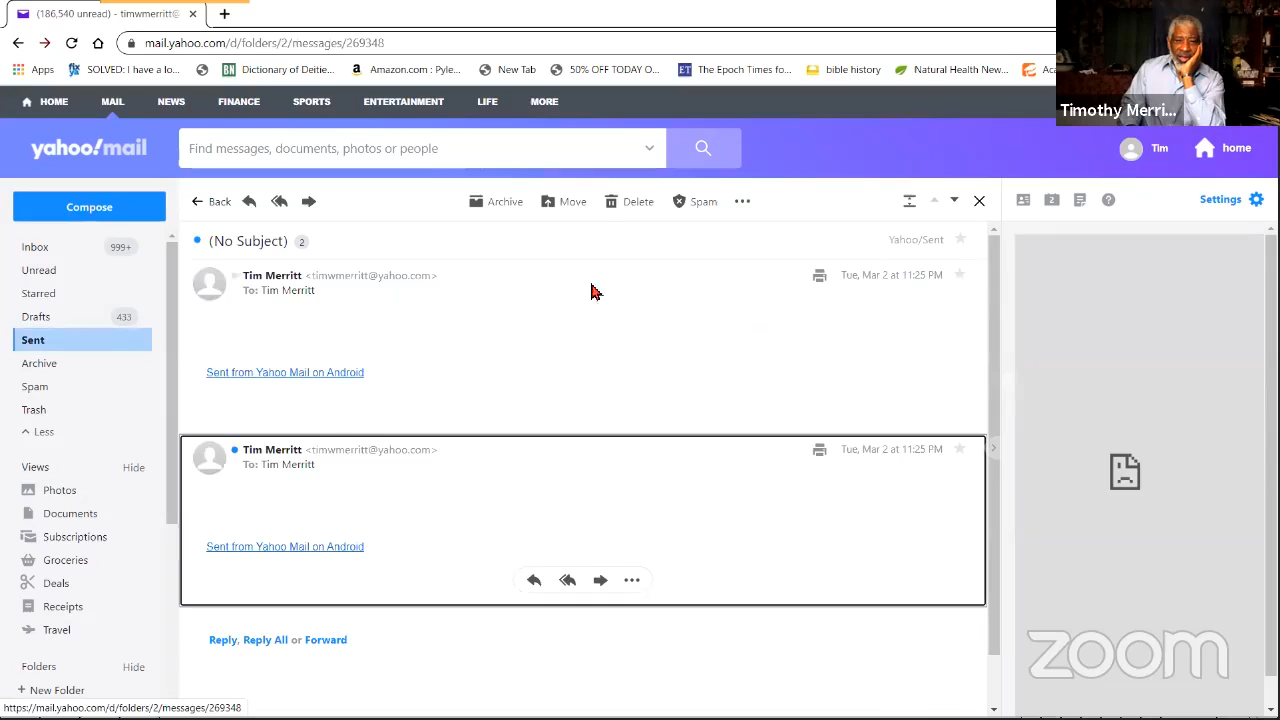 (186,540 unread) - timwmerritt@
mail.yahoo.com/d/folders/2/messages/269348
Apps
SOLVED: I have a lo...
BN Dictionary of Deitie...
Amazon.com : Pyle...
New Tab
50% OFF TODAY O...
ET The Epoch Times fo...
bible.history
Natural Health New...
Timothy Merri...
HOME MAIL NEWS FINANCE SPORTS ENTERTAINMENT LIFE MORE
yahoo!mail
Find messages, documents, photos or people
Tim
home
Compose
Back
Archive Move Delete Spam
2
Settings
Inbox 999+
Unread
Starred
Drafts 433
Sent
Archive
Spam
Trash
Less
Views Hide
Photos
Documents
Subscriptions
Groceries
Deals
Receipts
Travel
Folders Hide
+ New Folder
https://mail.yahoo.com/d/folders/2/messages/269348
(No Subject) 2
Yahoo/Sent
Tim Merritt <timwmerritt@yahoo.com>
Tue, Mar 2 at 11:25 PM
To: Tim Merritt
Sent from Yahoo Mail on Android
Tim Merritt <timwmerritt@yahoo.com>
Tue, Mar 2 at 11:25 PM
To: Tim Merritt
Sent from Yahoo Mail on Android
Reply, Reply All or Forward
zoom